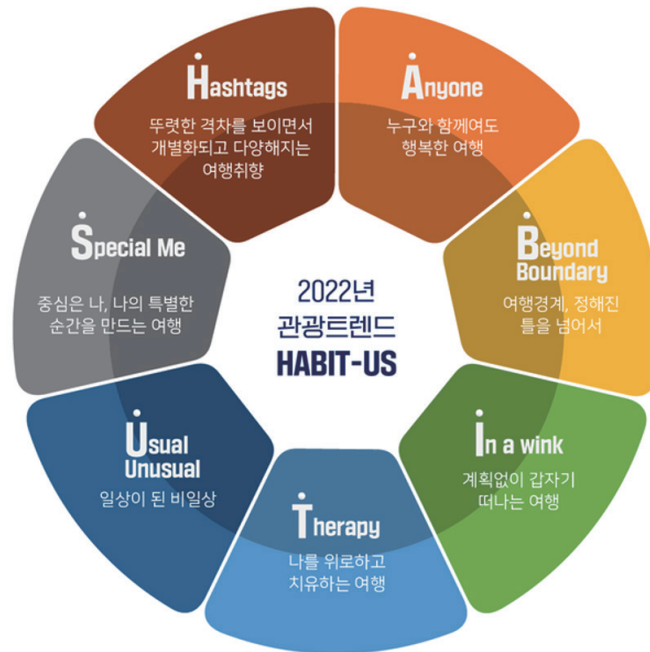 2022년
관광트렌드
HABIT-US
Hashtags
뚜렷한 격차를 보이면서
개별화되고 다양해지는
여행취향
Anyone
누구와 함께여도
행복한 여행
Beyond
Boundary
여행경계, 정해진
틀을 넘어서
In a wink
계획없이 갑자기
떠나는 여행
Therapy
나를 위로하고
치유하는 여행
Usual
Unusual
일상이 된 비일상
Special Me
중심은 나, 나의 특별한
순간을 만드는 여행